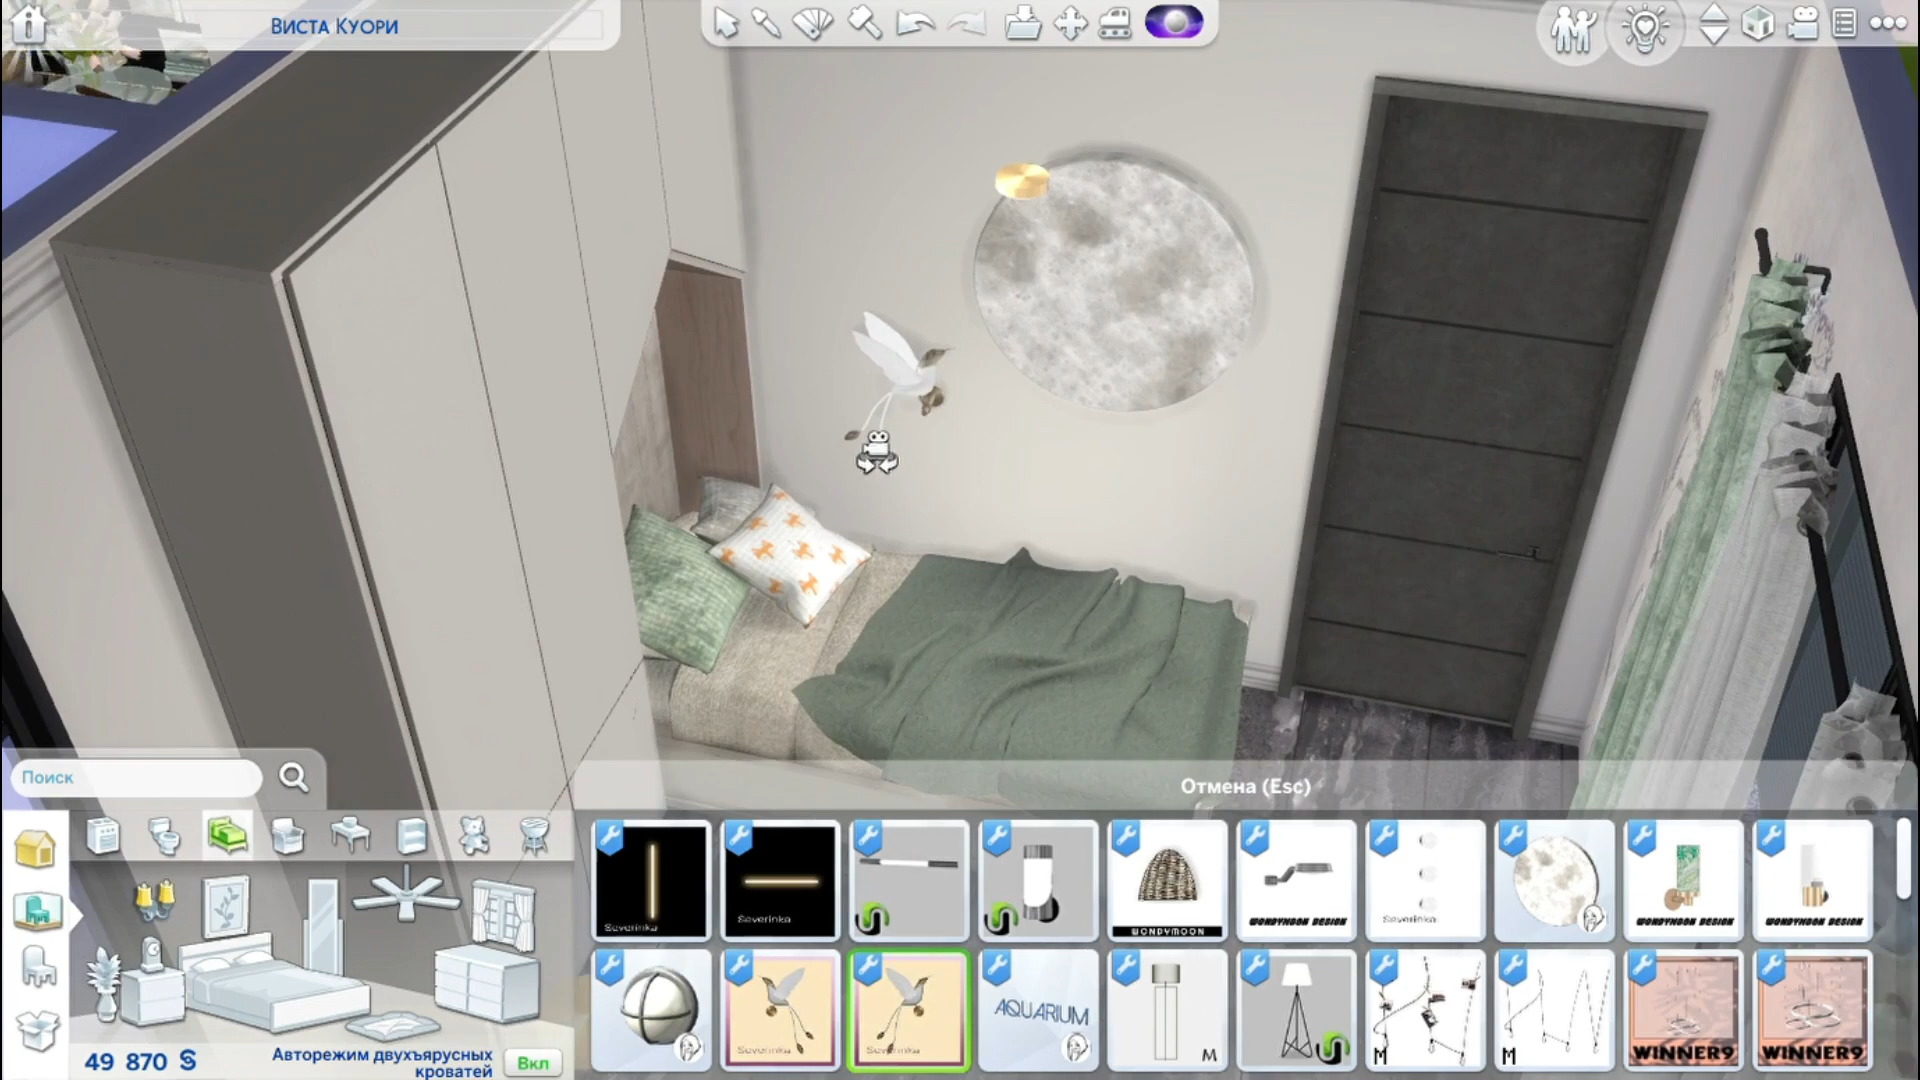 Виста Куори
Поиск
Отмена (Esc)
Severinka
Severinka
WONDYMOON
WONDYMOON DESIGN
Severinka
WONDYMOON DESIGN
WONDYMOON DESIGN
Severinka
Severinka
AQUARIUM
M
M
M
WINNER9
WINNER9
49 870 §
Авторежим двухъярусных
кроватей
Вкл